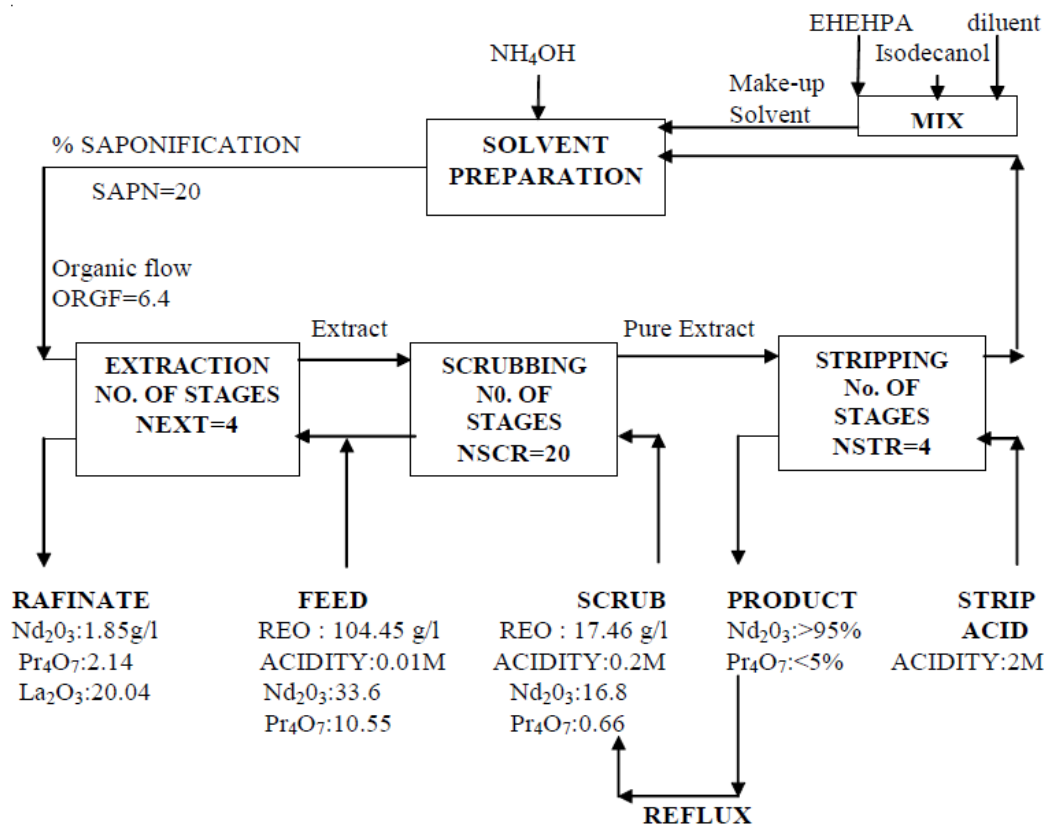 EHEHPA
diluent
Isodecanol
NH₄OH
Make-up
Solvent
MIX
% SAPONIFICATION
SAPN=20
SOLVENT
PREPARATION
Organic flow
ORGF=6.4
Extract
Pure Extract
EXTRACTION
NO. OF STAGES
NEXT=4
SCRUBBING
N0. OF
STAGES
NSCR=20
STRIPPING
No. OF
STAGES
NSTR=4
RAFINATE
Nd₂0₃:1.85g/l
Pr₄O₇:2.14
La₂O₃:20.04
FEED
REO : 104.45 g/l
ACIDITY:0.01M
Nd₂0₃:33.6
Pr₄O₇:10.55
SCRUB
REO : 17.46 g/l
ACIDITY:0.2M
Nd₂0₃:16.8
Pr₄O₇:0.66
PRODUCT
Nd₂0₃:>95%
Pr₄O₇:<5%
STRIP
ACID
ACIDITY:2M
REFLUX